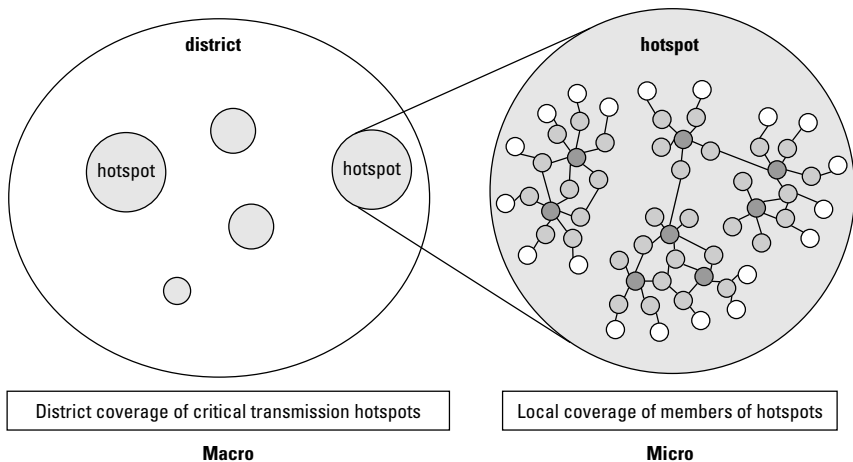 district
hotspot
hotspot
hotspot
District coverage of critical transmission hotspots
Local coverage of members of hotspots
Macro
Micro